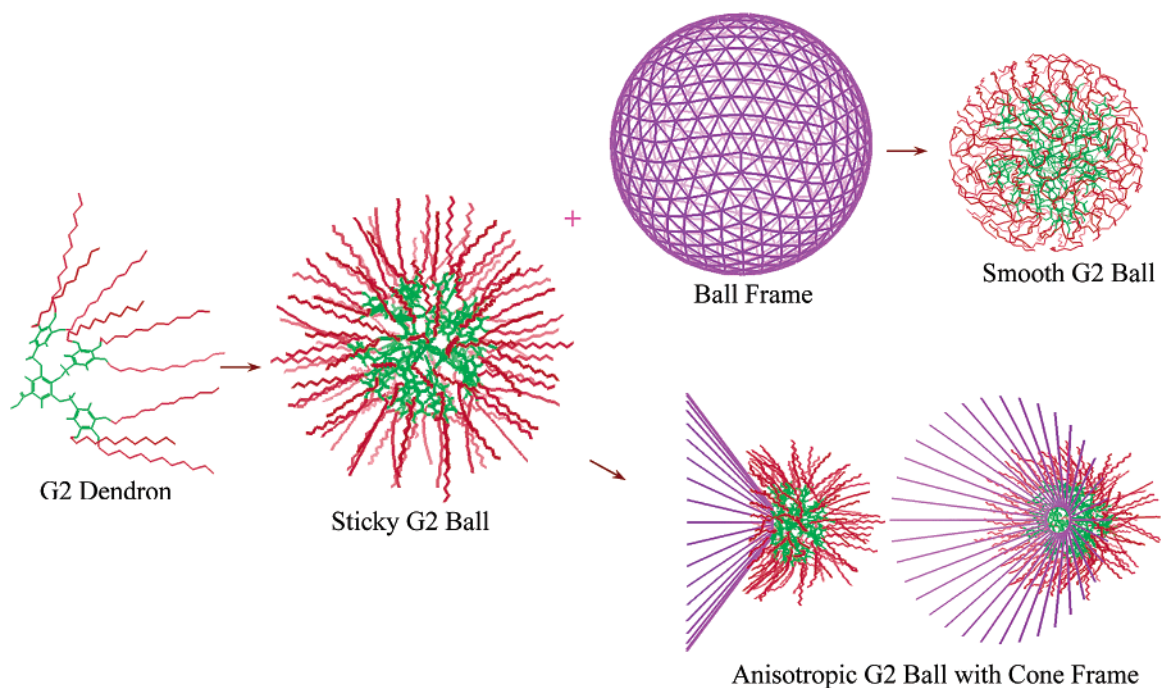 G2 Dendron
Sticky G2 Ball
+
Ball Frame
Smooth G2 Ball
Anisotropic G2 Ball with Cone Frame